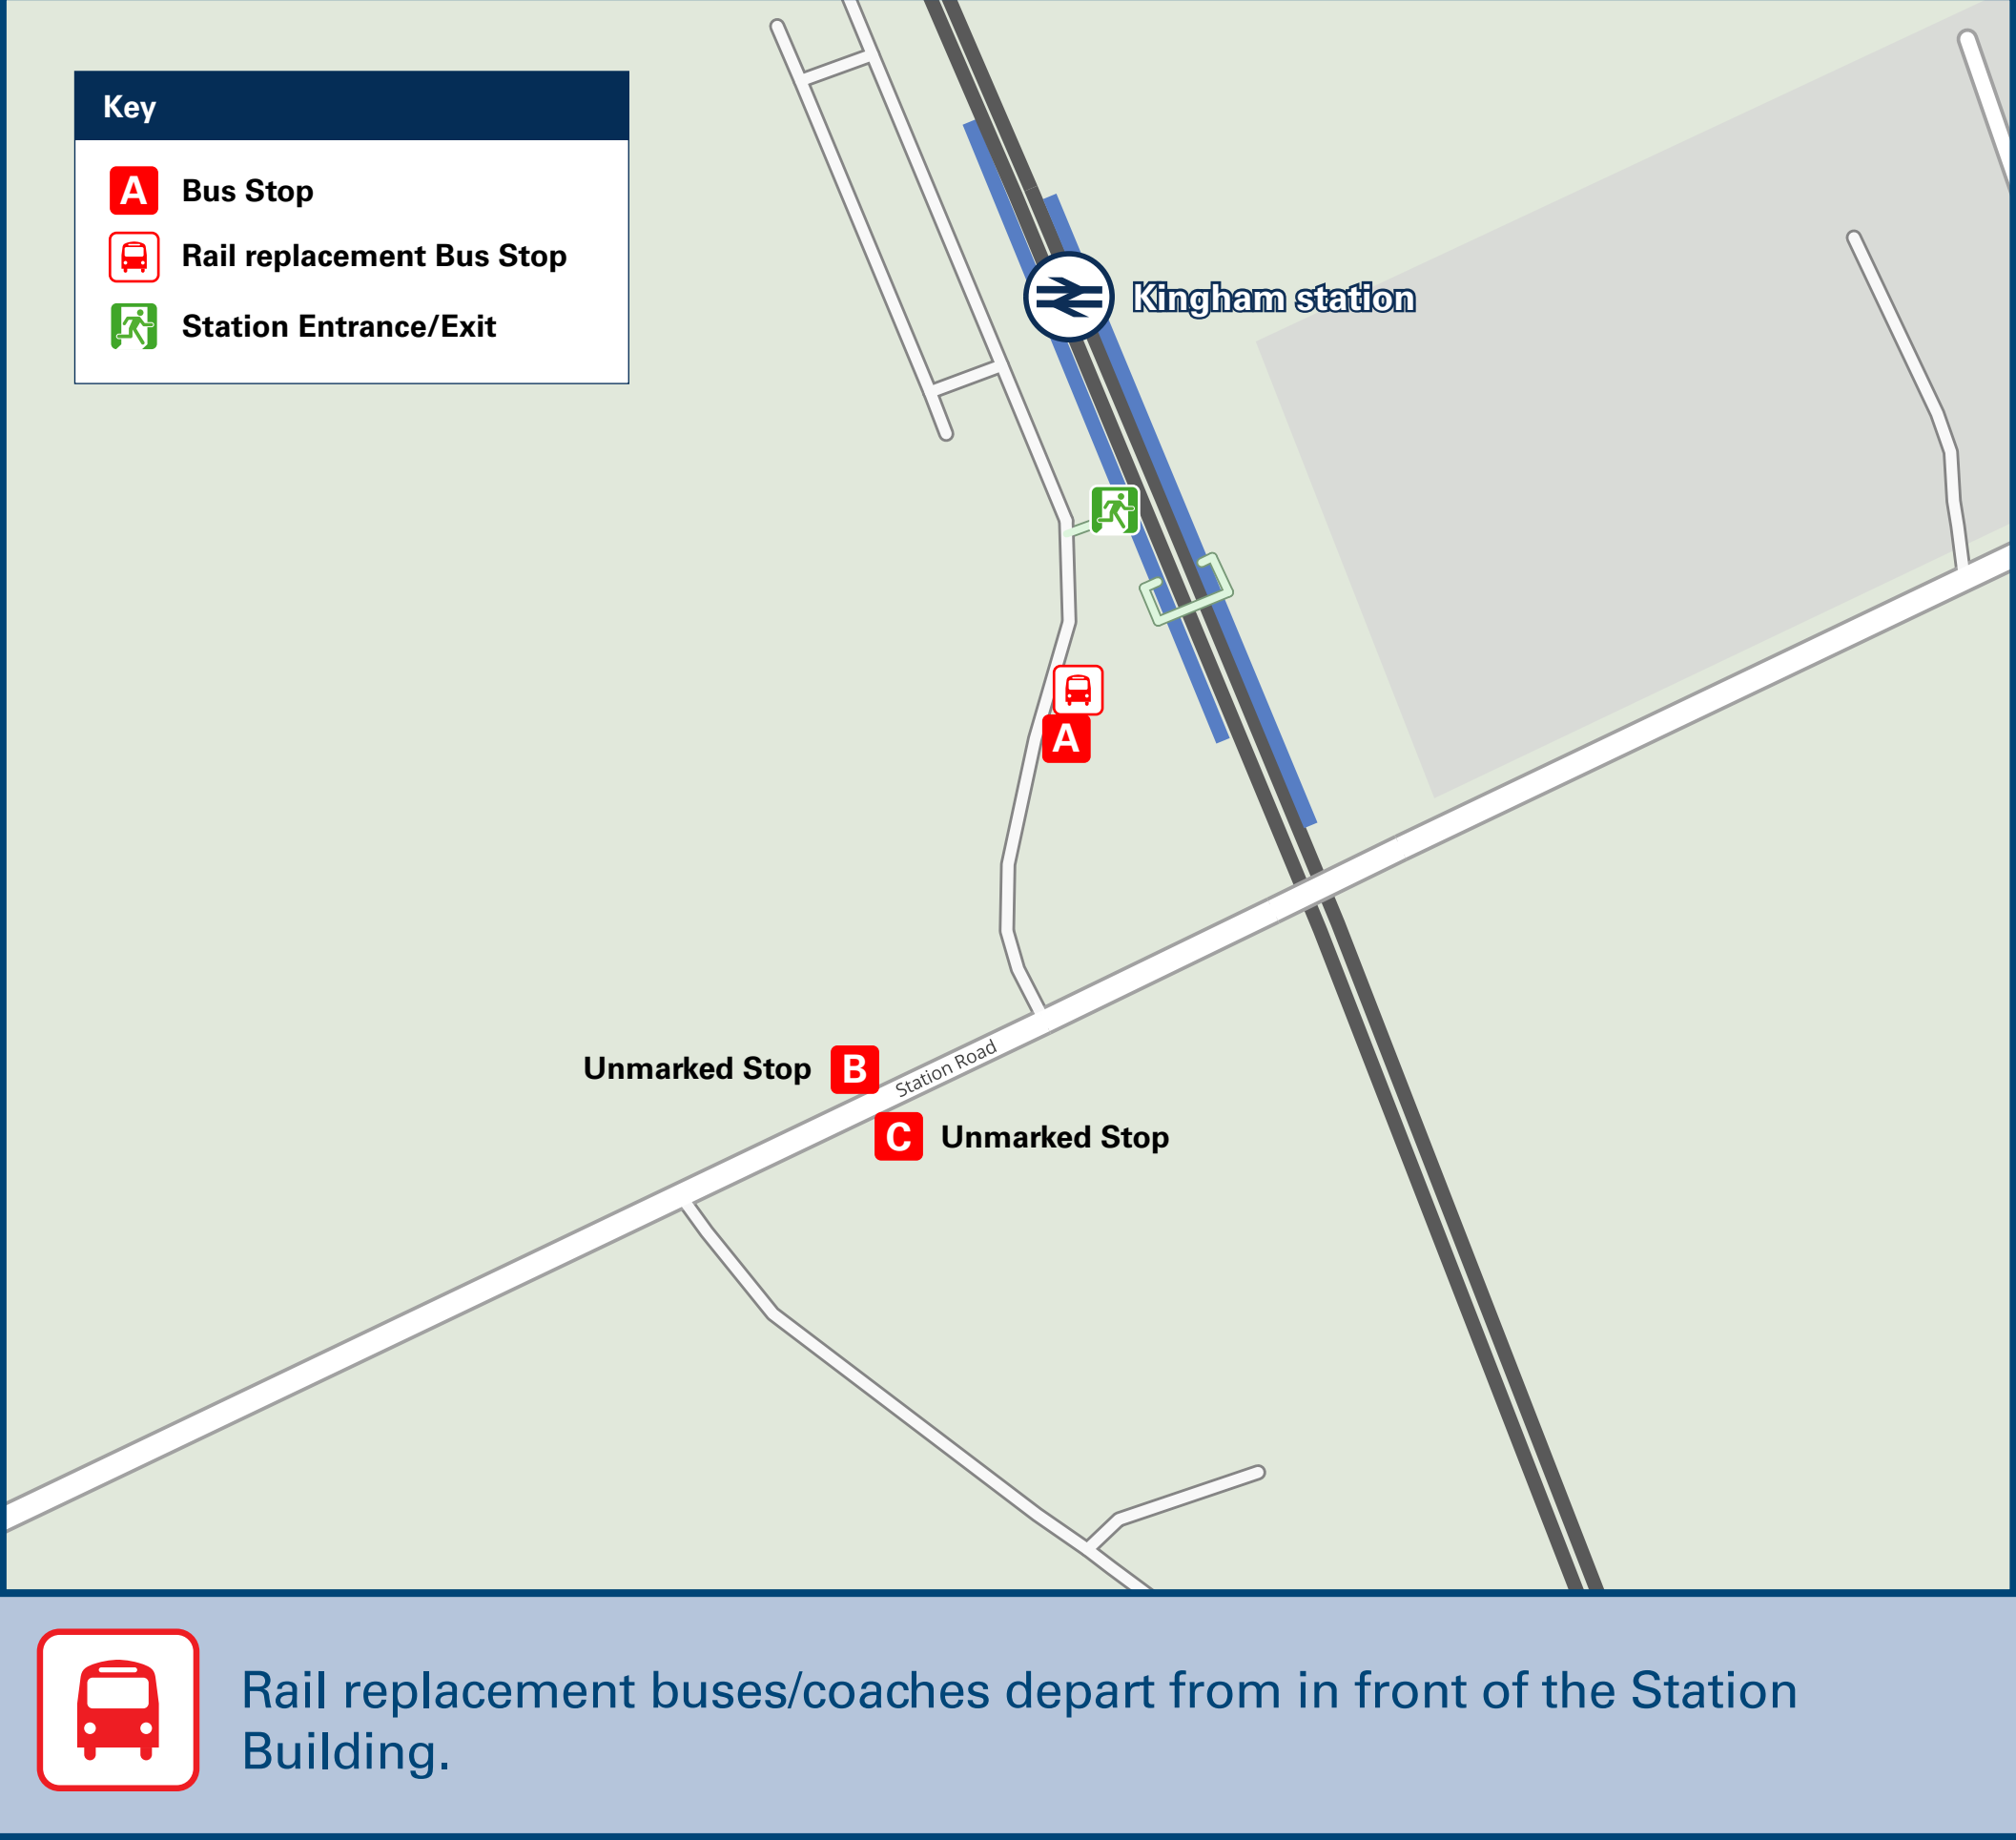 Key
A Bus Stop
Rail replacement Bus Stop
Station Entrance/Exit
Kingham station
A
Unmarked Stop B
Station Road
C Unmarked Stop
Rail replacement buses/coaches depart from in front of the Station
Building.